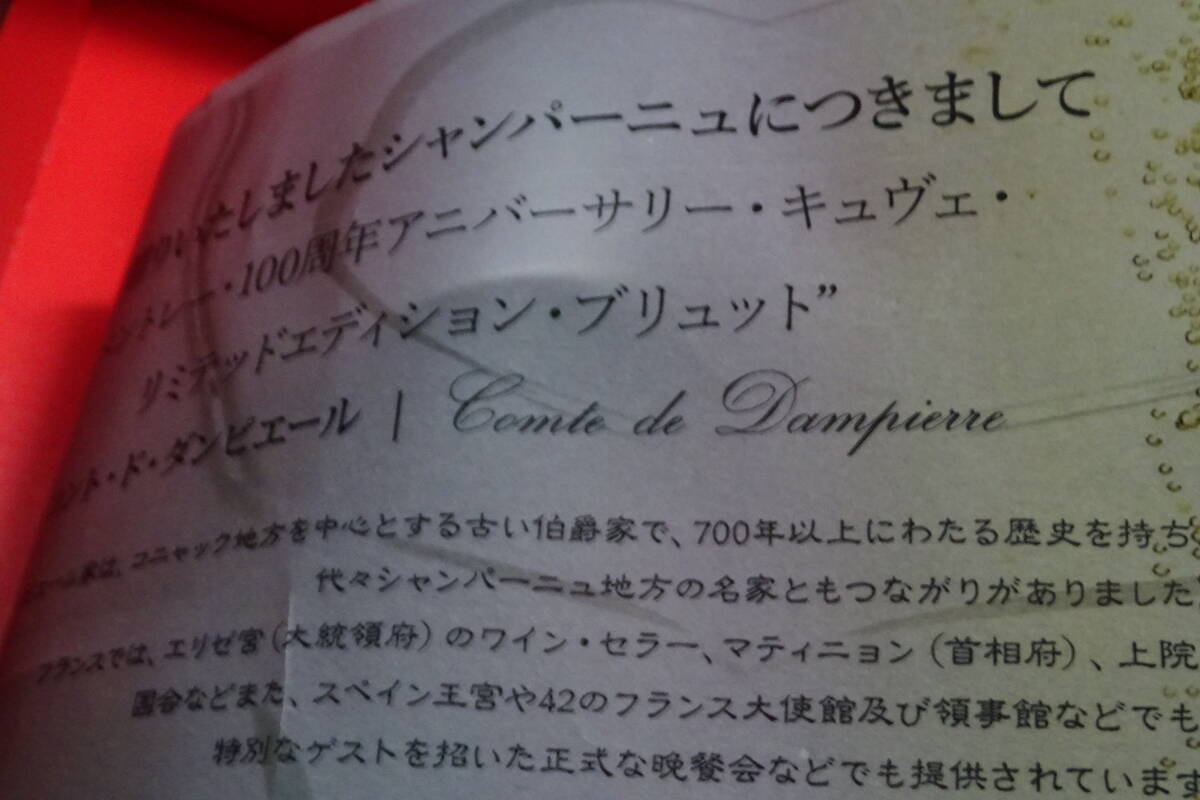 いたしましたシャンパーニュにつきまして
トレー・100周年アニバーサリー・キュヴェ・
リミテッドエディション・ブリュット”
ント・ド・ダンピエール | Comte de Dampierre
家は、コニャック地方を中心とする古い伯爵家で、700年以上にわたる歴史を持ち
代々シャンパーニュ地方の名家ともつながりがありました
フランスでは、エリゼ宮(大統領府)のワイン・セラー、マティニョン(首相府)、上院
国会などまた、スペイン王宮や42のフランス大使館及び領事館などでも
特別なゲストを招いた正式な晩餐会などでも提供されています